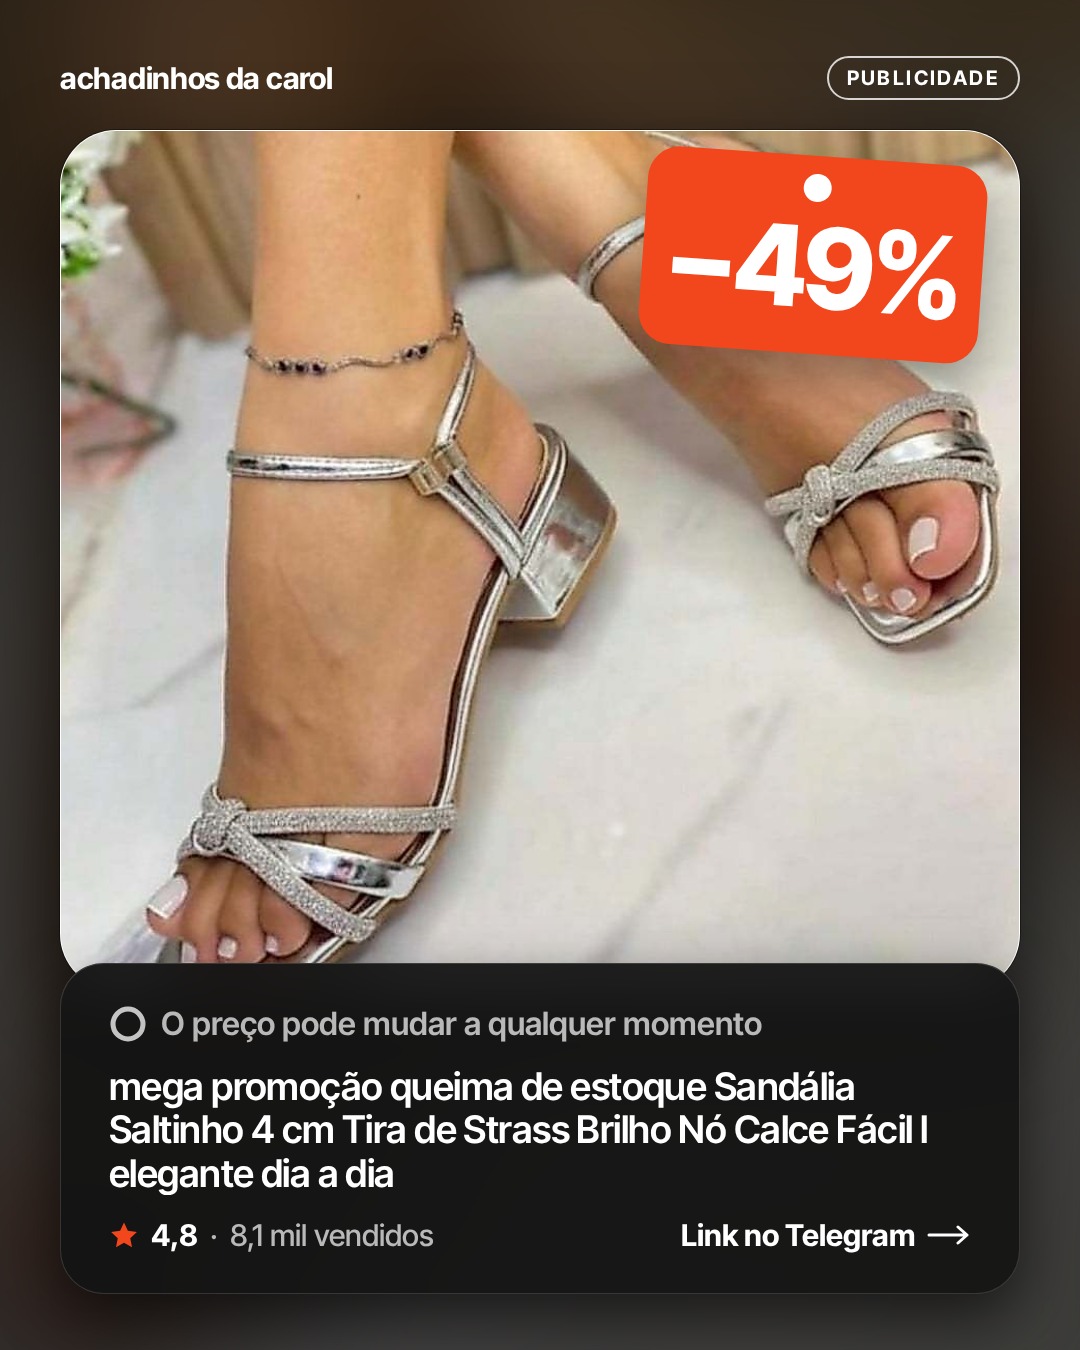 achadinhos da carol
PUBLICIDADE
-49%
O preço pode mudar a qualquer momento
mega promoção queima de estoque Sandália
Saltinho 4 cm Tira de Strass Brilho Nó Calce Fácil l
elegante dia a dia
4,8 · 8,1 mil vendidos
Link no Telegram →